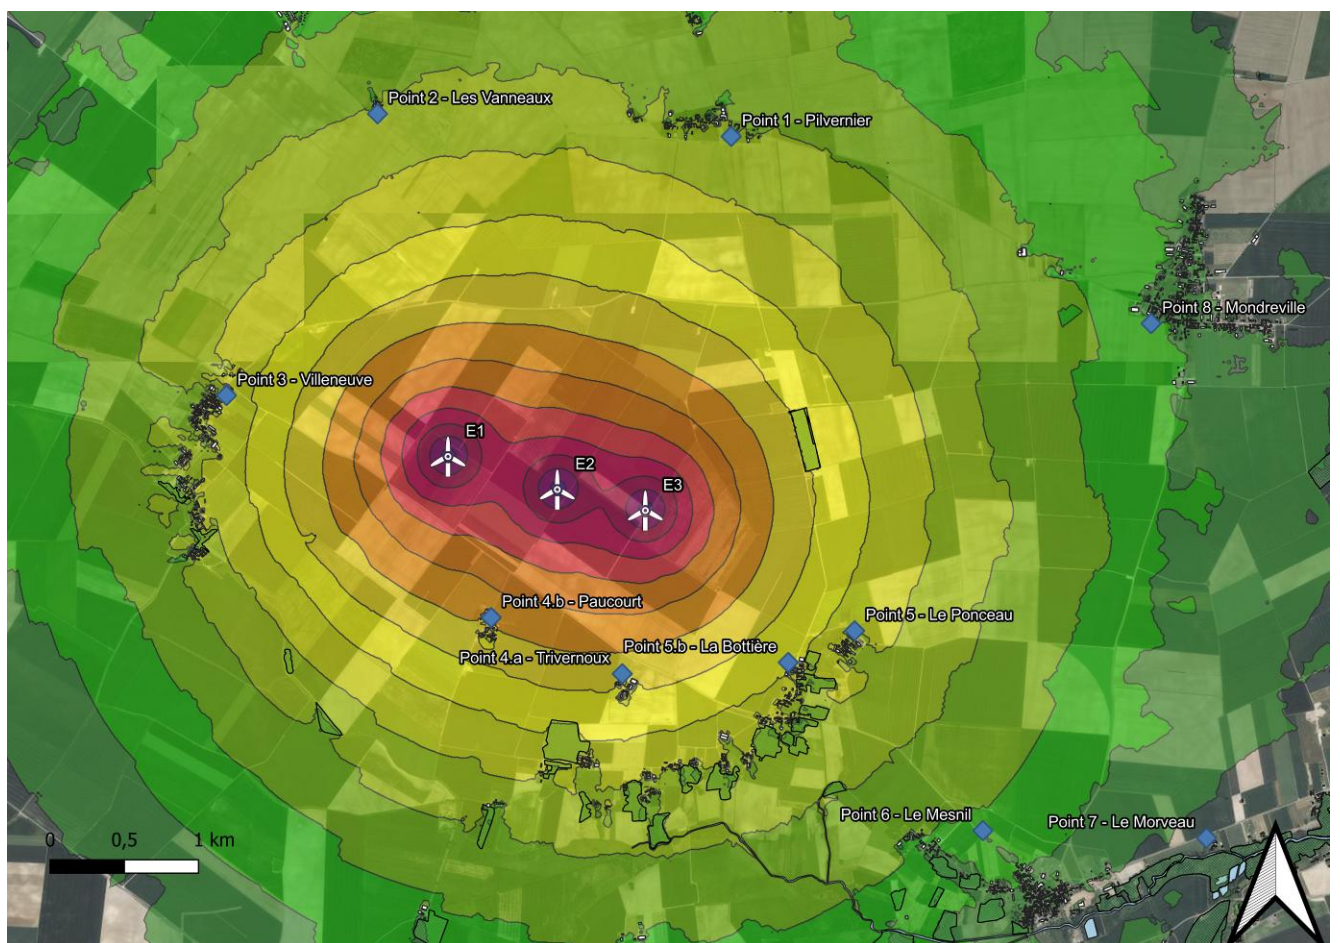 Point 2 - Les Vanneaux
Point 1 - Pilvernier
Point 8 - Mondreville
Point 3 - Villeneuve
E1
E2
E3
Point 4.b - Paucourt
Point 5 - Le Ponceau
Point 4.a - Trivernoux
Point 5.b - La Bottière
Point 6 - Le Mesnil
Point 7 - Le Morveau
0 0,5 1 km